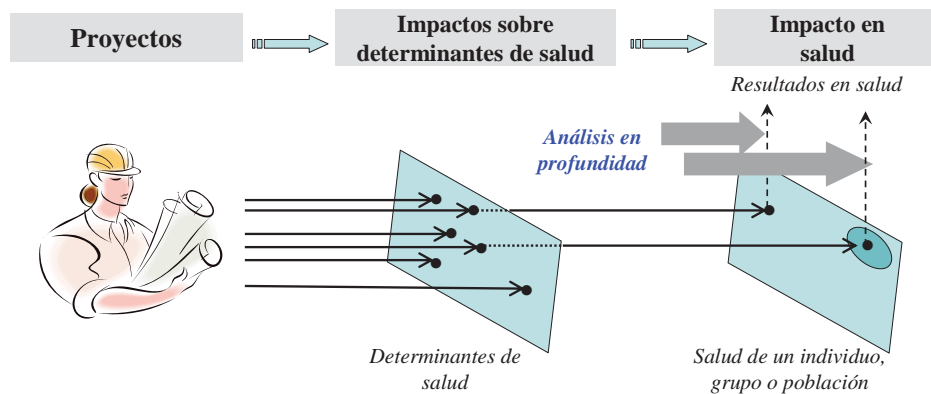 Proyectos
Impactos sobre
determinantes de salud
Impacto en
salud
Resultados en salud
Análisis en
profundidad
Determinantes de
salud
Salud de un individuo,
grupo o población